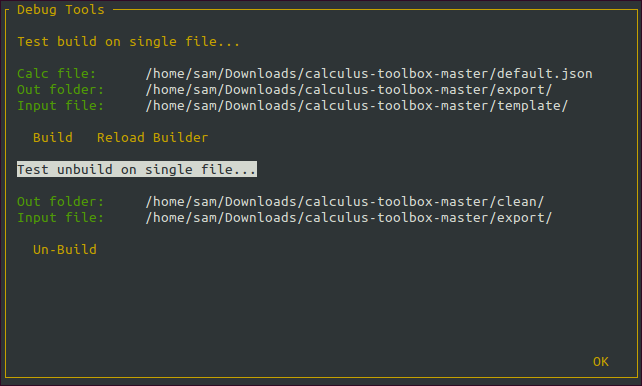 Debug Tools
Test build on single file...
Calc file: /home/sam/Downloads/calculus-toolbox-master/default.json
Out folder: /home/sam/Downloads/calculus-toolbox-master/export/
Input file: /home/sam/Downloads/calculus-toolbox-master/template/
Build Reload Builder
Test unbuild on single file...
Out folder: /home/sam/Downloads/calculus-toolbox-master/clean/
Input file: /home/sam/Downloads/calculus-toolbox-master/export/
Un-Build
OK